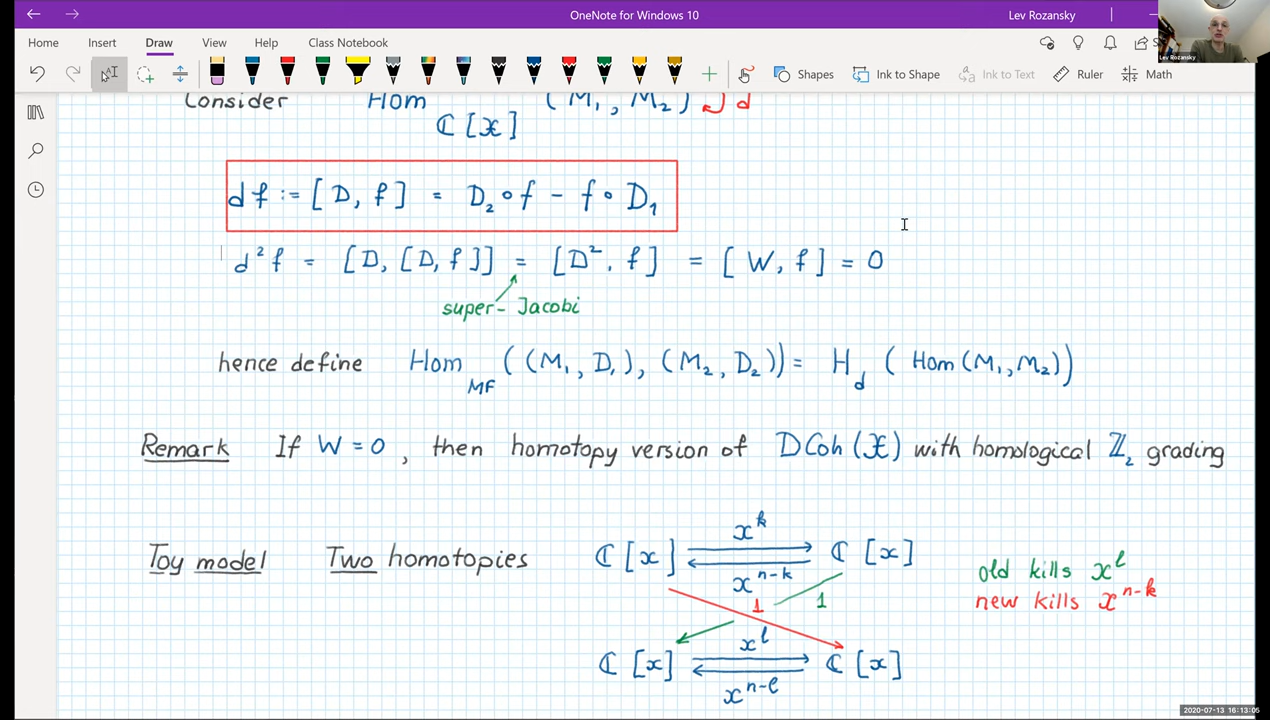 OneNote for Windows 10
Lev Rozansky
Lev Rozansky
Home Insert Draw View Help Class Notebook
Shapes Ink to Shape Ink to Text Ruler Math
Consider Hom (M₁, M₂) d
ℂ[x]
df := [D, f] = D₂∘f − f∘D₁
d²f = [D,[D,f]] = [D², f] = [W, f] = 0
super-Jacobi
hence define Hom_MF ((M₁, D₁), (M₂, D₂)) = H_d (Hom(M₁,M₂))
Remark If W = 0, then homotopy version of DCoh(X) with homological ℤ₂ grading
x^k
Toy model Two homotopies ℂ[x] ℂ[x]
x^{n-k}
old kills x^l
new kills x^{n-k}
1 1
x^l
ℂ[x] ℂ[x]
x^{n-l}
2020-07-13 16:13:05